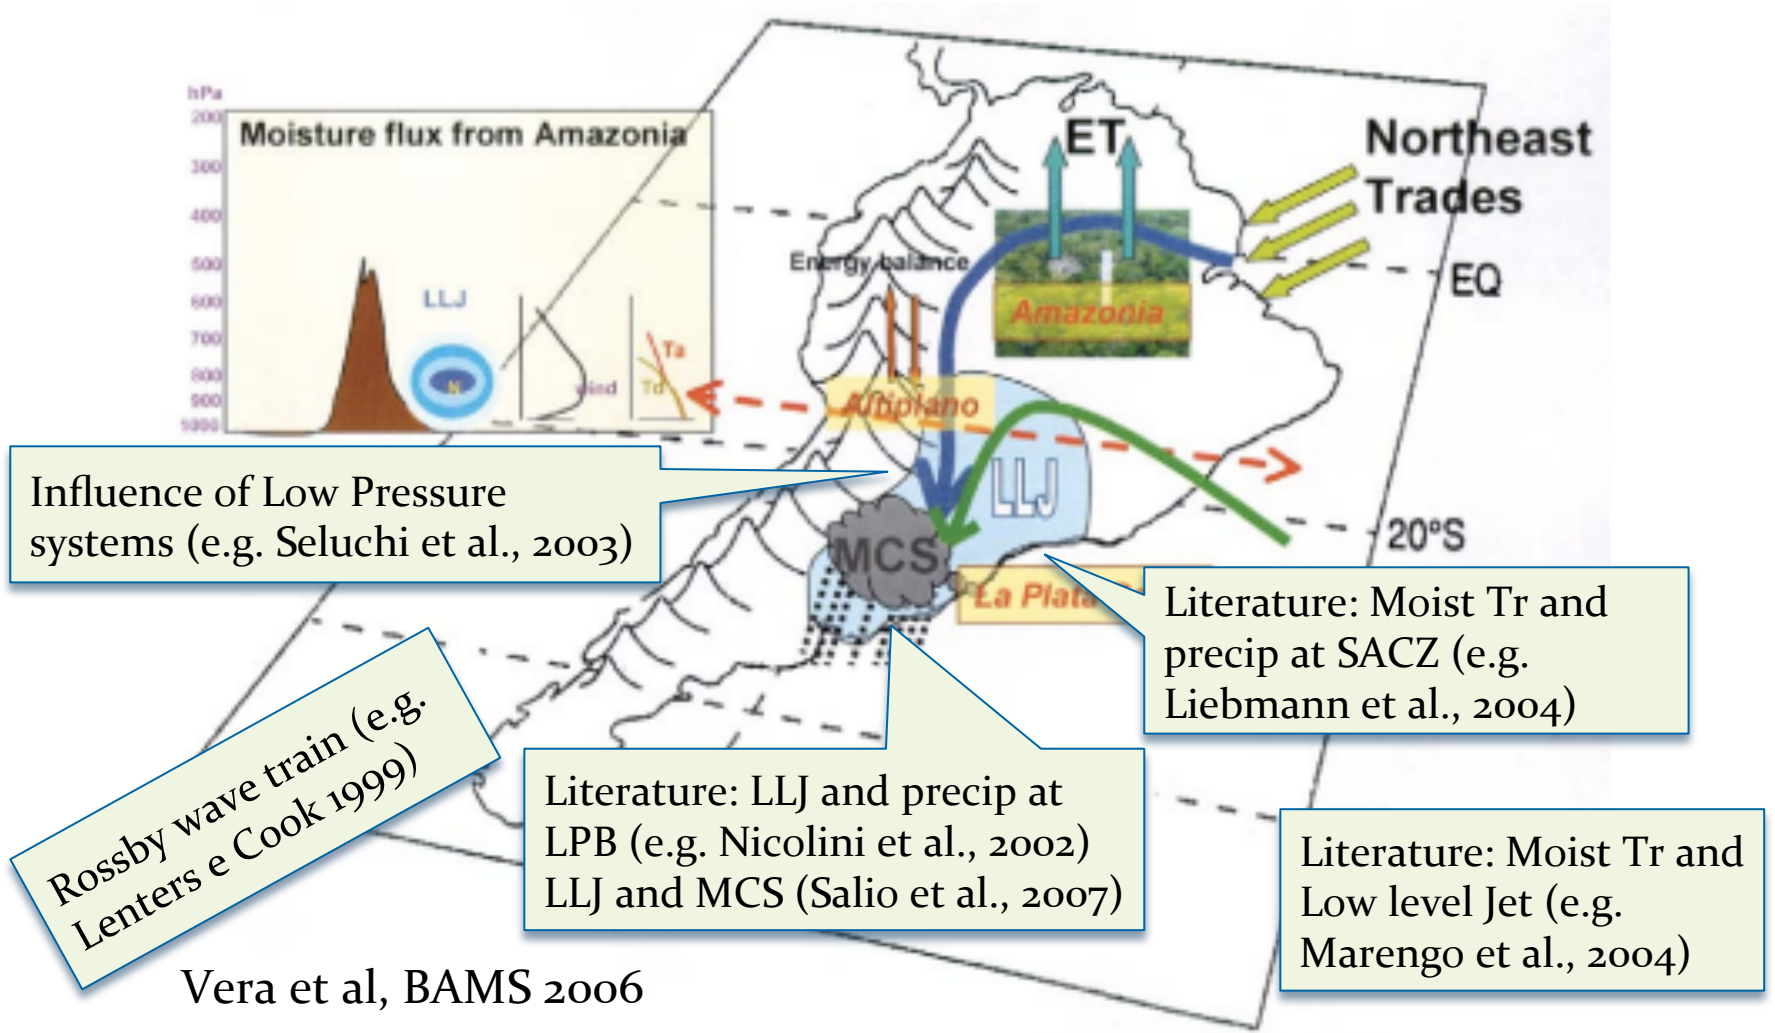 hPa
200
300
400
500
600
700
800
900
1000
Moisture flux from Amazonia
LLJ
N
wind
Ta
Td
ET
Northeast
Trades
EQ
Energy balance
Amazonia
Altiplano
LLJ
20ºS
MCS
La Plata
Influence of Low Pressure
systems (e.g. Seluchi et al., 2003)
Literature: Moist Tr and
precip at SACZ (e.g.
Liebmann et al., 2004)
Rossby wave train (e.g.
Lenters e Cook 1999)
Literature: LLJ and precip at
LPB (e.g. Nicolini et al., 2002)
LLJ and MCS (Salio et al., 2007)
Literature: Moist Tr and
Low level Jet (e.g.
Marengo et al., 2004)
Vera et al, BAMS 2006